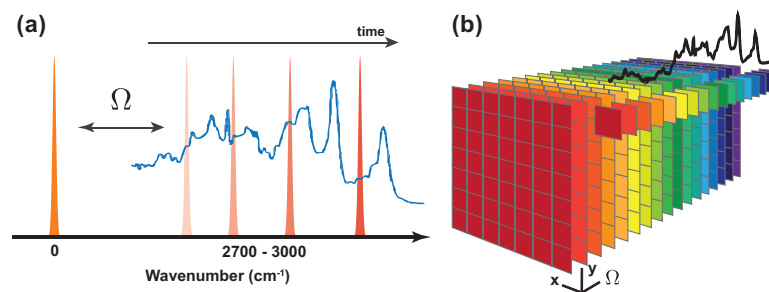 (a)
time
Ω
0
2700 - 3000
Wavenumber (cm⁻¹)
(b)
x
y
Ω